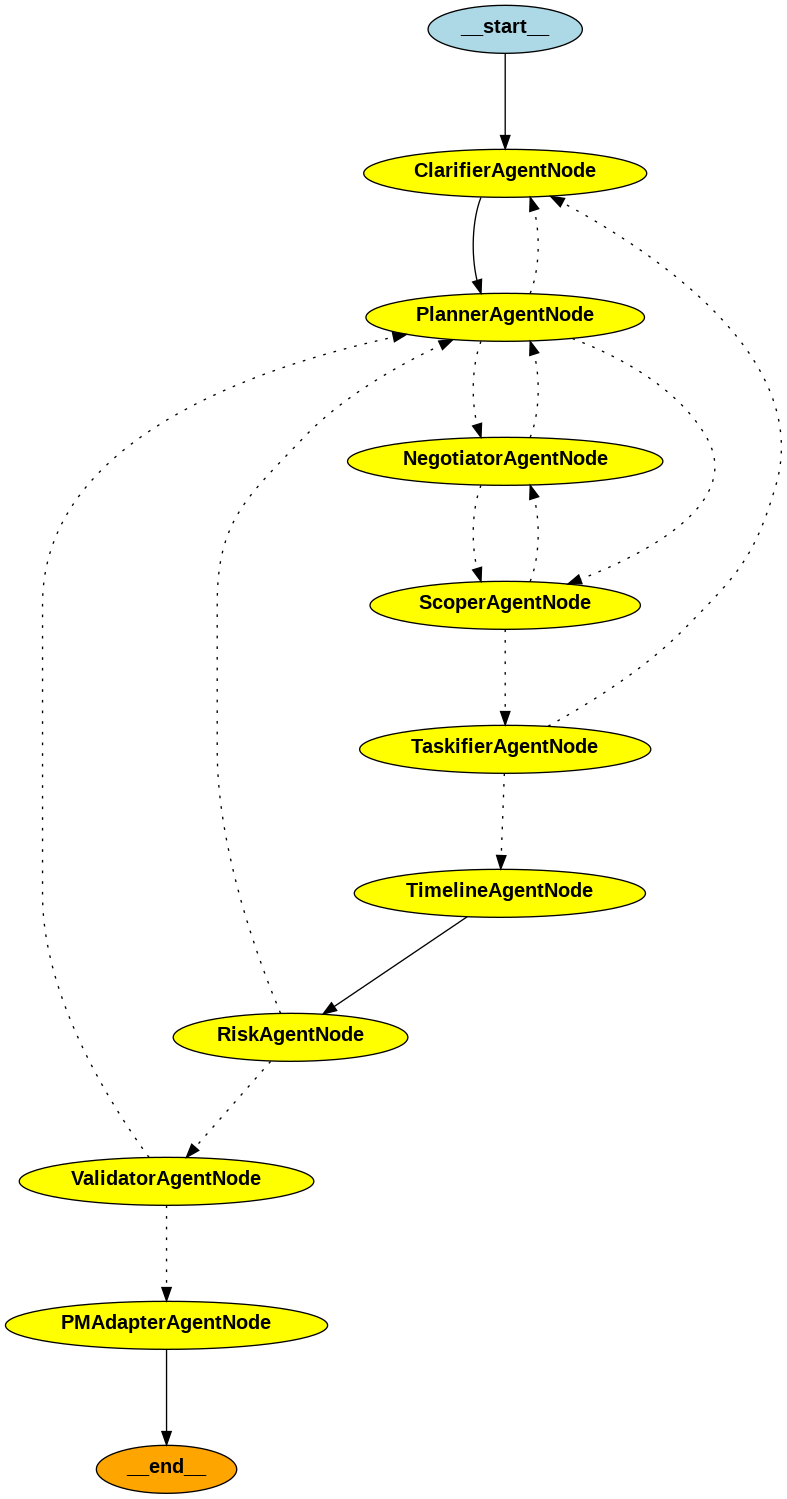 __start__
ClarifierAgentNode
PlannerAgentNode
NegotiatorAgentNode
ScoperAgentNode
TaskifierAgentNode
TimelineAgentNode
RiskAgentNode
ValidatorAgentNode
PMAdapterAgentNode
__end__